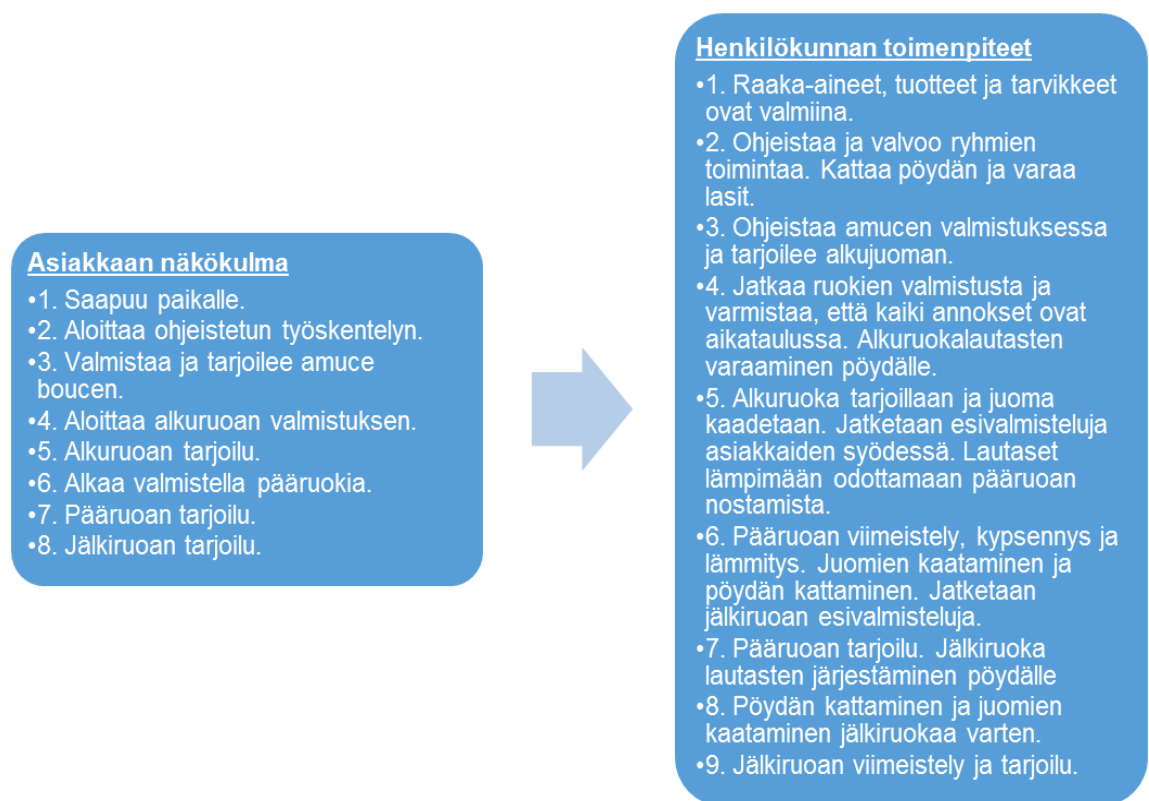 Asiakkaan näkökulma
•1. Saapuu paikalle.
•2. Aloittaa ohjeistetun työskentelyn.
•3. Valmistaa ja tarjoilee amuce
boucen.
•4. Aloittaa alkuruoan valmistuksen.
•5. Alkuruoan tarjoilu.
•6. Alkaa valmistella pääruokia.
•7. Pääruoan tarjoilu.
•8. Jälkiruoan tarjoilu.
Henkilökunnan toimenpiteet
•1. Raaka-aineet, tuotteet ja tarvikkeet
ovat valmiina.
•2. Ohjeistaa ja valvoo ryhmien
toimintaa. Kattaa pöydän ja varaa
lasit.
•3. Ohjeistaa amucen valmistuksessa
ja tarjoilee alkujuoman.
•4. Jatkaa ruokien valmistusta ja
varmistaa, että kaiki annokset ovat
aikataulussa. Alkuruokalautasten
varaaminen pöydälle.
•5. Alkuruoka tarjoillaan ja juoma
kaadetaan. Jatketaan esivalmisteluja
asiakkaiden syödessä. Lautaset
lämpimään odottamaan pääruoan
nostamista.
•6. Pääruoan viimeistely, kypsennys ja
lämmitys. Juomien kaataminen ja
pöydän kattaminen. Jatketaan
jälkiruoan esivalmisteluja.
•7. Pääruoan tarjoilu. Jälkiruoka
lautasten järjestäminen pöydälle
•8. Pöydän kattaminen ja juomien
kaataminen jälkiruokaa varten.
•9. Jälkiruoan viimeistely ja tarjoilu.